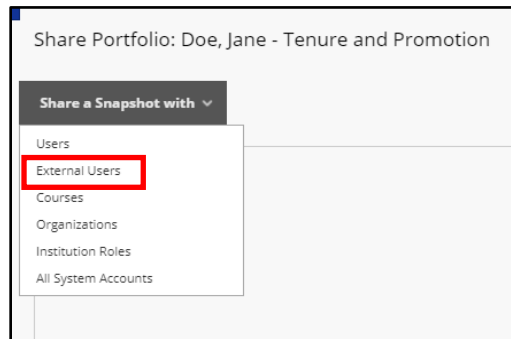 Share Portfolio: Doe, Jane - Tenure and Promotion
Share a Snapshot with
Users
External Users
Courses
Organizations
Institution Roles
All System Accounts